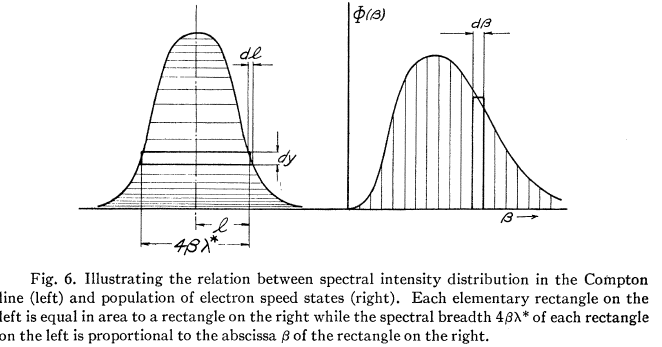 Φ(β)
dβ
dl
dy
l
β →
4βλ*
Fig. 6. Illustrating the relation between spectral intensity distribution in the Compton
line (left) and population of electron speed states (right). Each elementary rectangle on the
left is equal in area to a rectangle on the right while the spectral breadth 4βλ* of each rectangle
on the left is proportional to the abscissa β of the rectangle on the right.